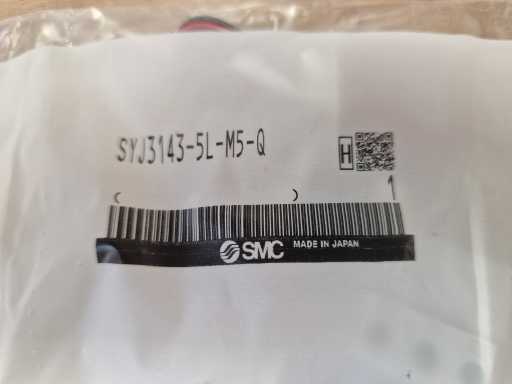 SYJ3143-5L-M5-Q
H
( )
1
SMC MADE IN JAPAN